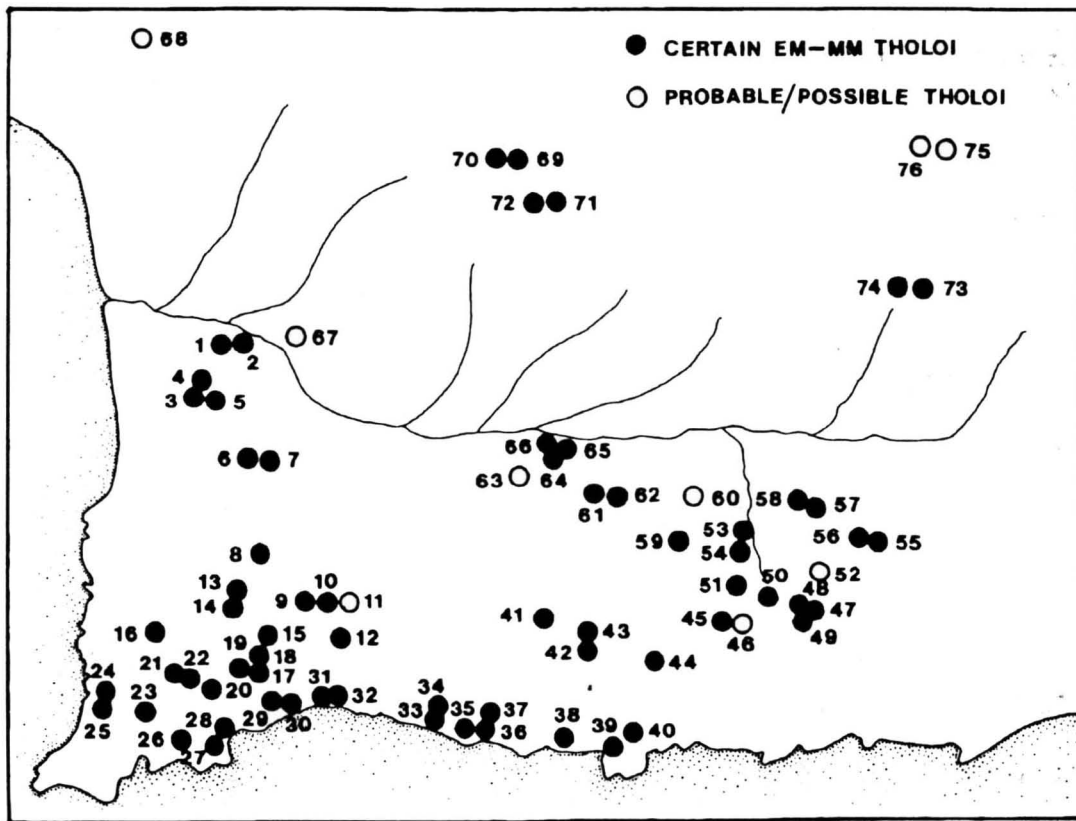 68
CERTAIN EM–MM THOLOI
PROBABLE/POSSIBLE THOLOI
70 69
76 75
72 71
74 73
1 2 67
4
3 5
6 7
66 65
63 64
61 62 60 58 57
53 56 55
59 54
8
52
51 50 48
13 10
14 9 11
47
41 45 46 49
16 15 12 43
19 18 42 44
21 22 17
24 23 20 31 32 34
25 29 30 33 35 37
26 28 36 38 39 40
27